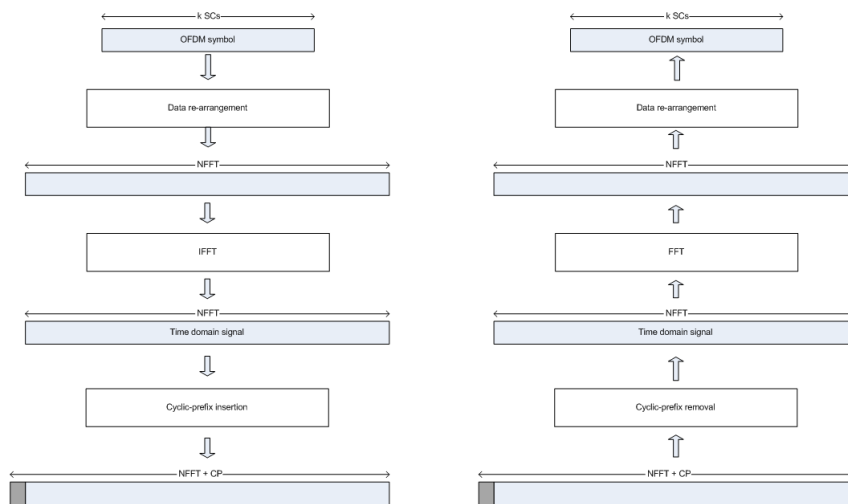 k SCs
OFDM symbol
Data re-arrangement
NFFT
IFFT
NFFT
Time domain signal
Cyclic-prefix insertion
NFFT + CP
k SCs
OFDM symbol
Data re-arrangement
NFFT
FFT
NFFT
Time domain signal
Cyclic-prefix removal
NFFT + CP